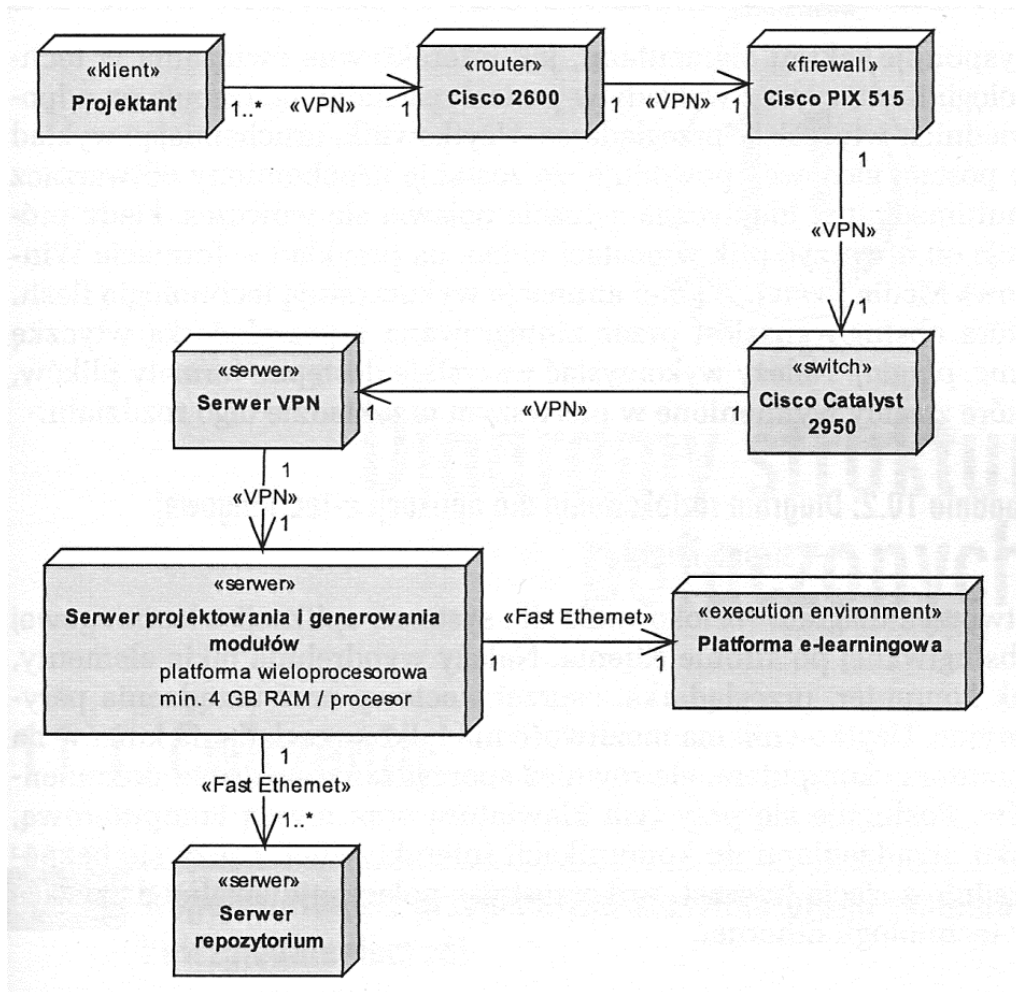 «klient»
Projektant
1..*
«VPN»
1
«router»
Cisco 2600
1
«VPN»
1
«firewall»
Cisco PIX 515
1
«VPN»
1
«switch»
Cisco Catalyst
2950
1
«VPN»
1
«serwer»
Serwer VPN
1
«VPN»
1
«serwer»
Serwer projektowania i generowania
modułów
platforma wieloprocesorowa
min. 4 GB RAM / procesor
1
«Fast Ethernet»
1
«execution environment»
Platforma e-learningowa
1
«Fast Ethernet»
1..*
«serwer»
Serwer
repozytorium